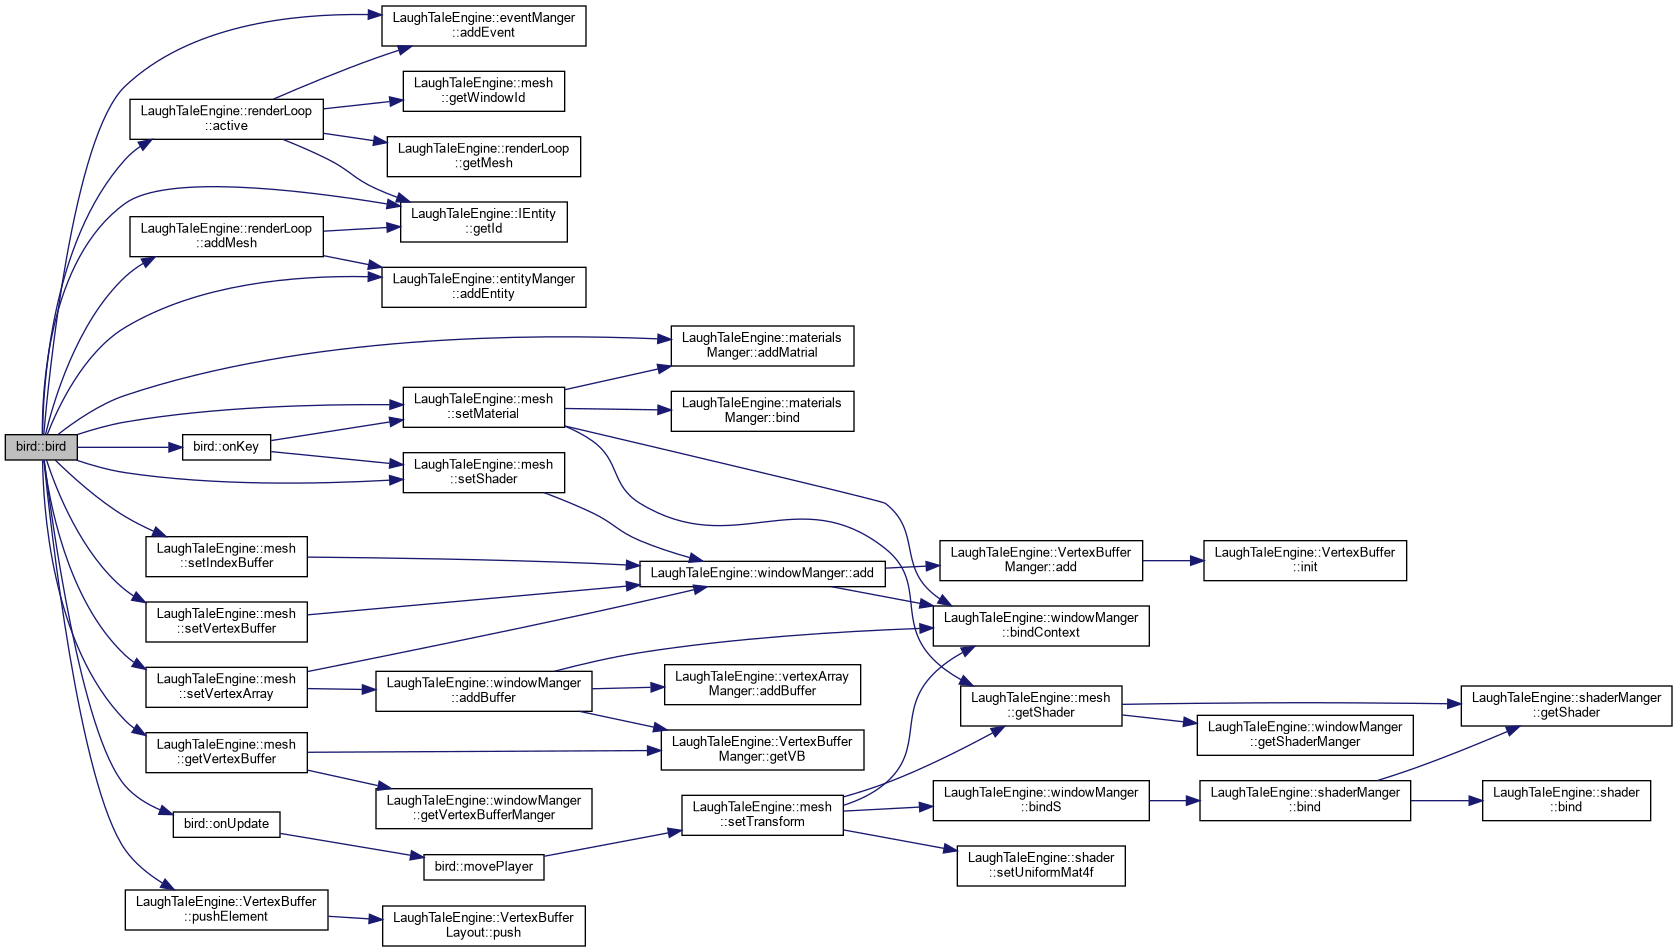 LaughTaleEngine::eventManger
::addEvent
LaughTaleEngine::mesh
::getWindowId
LaughTaleEngine::renderLoop
::active
LaughTaleEngine::renderLoop
::getMesh
LaughTaleEngine::IEntity
::getId
LaughTaleEngine::renderLoop
::addMesh
LaughTaleEngine::entityManger
::addEntity
LaughTaleEngine::materials
Manger::addMatrial
LaughTaleEngine::mesh
::setMaterial
LaughTaleEngine::materials
Manger::bind
bird::bird
bird::onKey
LaughTaleEngine::mesh
::setShader
LaughTaleEngine::mesh
::setIndexBuffer
LaughTaleEngine::windowManger::add
LaughTaleEngine::VertexBuffer
Manger::add
LaughTaleEngine::VertexBuffer
::init
LaughTaleEngine::mesh
::setVertexBuffer
LaughTaleEngine::windowManger
::bindContext
LaughTaleEngine::mesh
::setVertexArray
LaughTaleEngine::windowManger
::addBuffer
LaughTaleEngine::vertexArray
Manger::addBuffer
LaughTaleEngine::mesh
::getShader
LaughTaleEngine::shaderManger
::getShader
LaughTaleEngine::windowManger
::getShaderManger
LaughTaleEngine::mesh
::getVertexBuffer
LaughTaleEngine::VertexBuffer
Manger::getVB
LaughTaleEngine::windowManger
::getVertexBufferManger
LaughTaleEngine::mesh
::setTransform
LaughTaleEngine::windowManger
::bindS
LaughTaleEngine::shaderManger
::bind
LaughTaleEngine::shader
::bind
bird::onUpdate
bird::movePlayer
LaughTaleEngine::shader
::setUniformMat4f
LaughTaleEngine::VertexBuffer
::pushElement
LaughTaleEngine::VertexBuffer
Layout::push